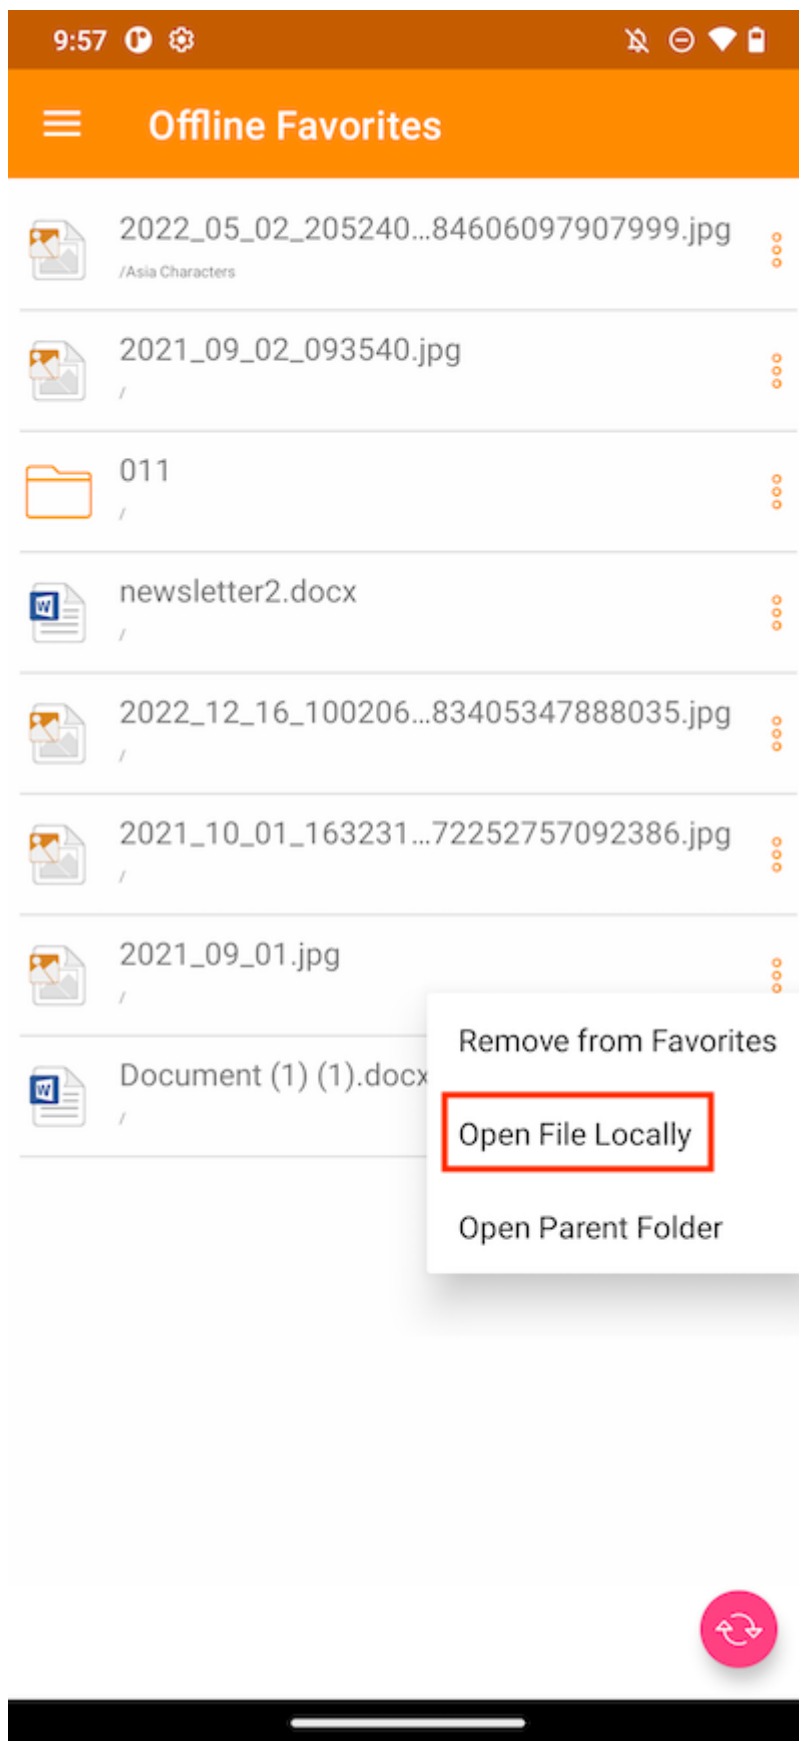 9:57
Offline Favorites
2022_05_02_205240...84606097907999.jpg
/Asia Characters
2021_09_02_093540.jpg
/
011
/
newsletter2.docx
/
2022_12_16_100206...83405347888035.jpg
/
2021_10_01_163231...72252757092386.jpg
/
2021_09_01.jpg
/
Document (1) (1).docx
/
Remove from Favorites
Open File Locally
Open Parent Folder